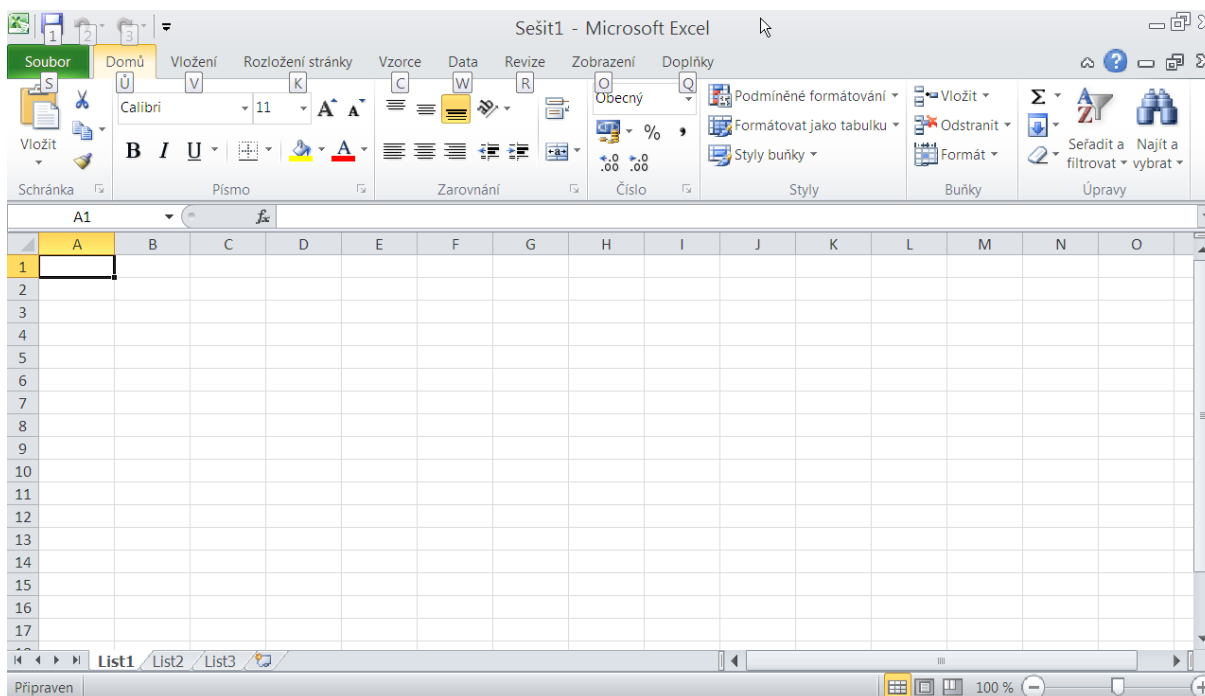 Sešit1 - Microsoft Excel
1 2 3
Soubor Domů Vložení Rozložení stránky Vzorce Data Revize Zobrazení Doplňky
S Ů V K C W R O Q
Vložit
Calibri 11
B I U A
Obecný
%
Podmíněné formátování
Formátovat jako tabulku
Styly buňky
Vložit
Odstranit
Formát
Σ
Seřadit a filtrovat
Najít a vybrat
Schránka Písmo Zarovnání Číslo Styly Buňky Úpravy
A1 fx
A B C D E F G H I J K L M N O
1
2
3
4
5
6
7
8
9
10
11
12
13
14
15
16
17
List1 List2 List3
Připraven 100 %